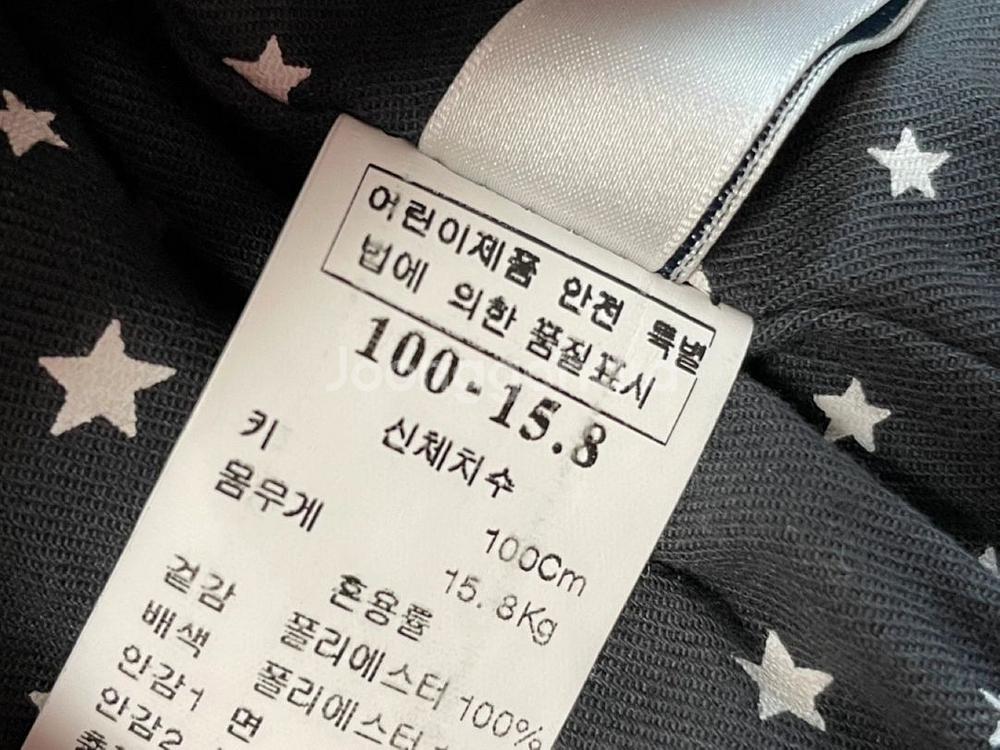 어린이제품 안전 특별
법에 의한 품질표시
100-15.8
신체치수
키 100Cm
몸무게 15.8Kg
혼용률
겉감 폴리에스터 100%
배색 폴리에스터
안감1 면
안감2